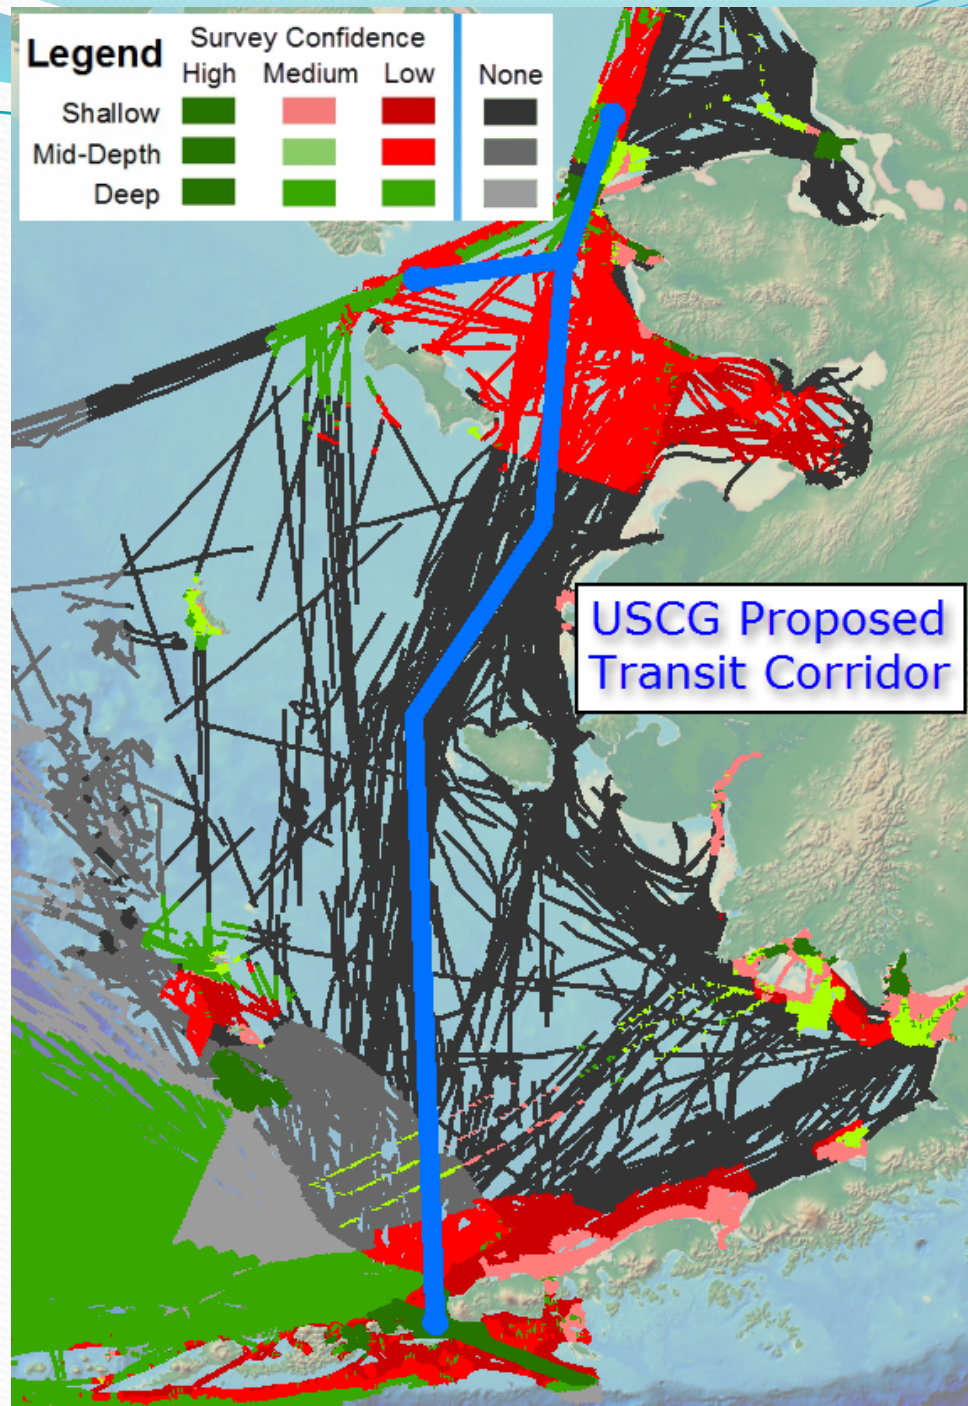 Legend
Survey Confidence
High Medium Low None
Shallow
Mid-Depth
Deep
USCG Proposed
Transit Corridor